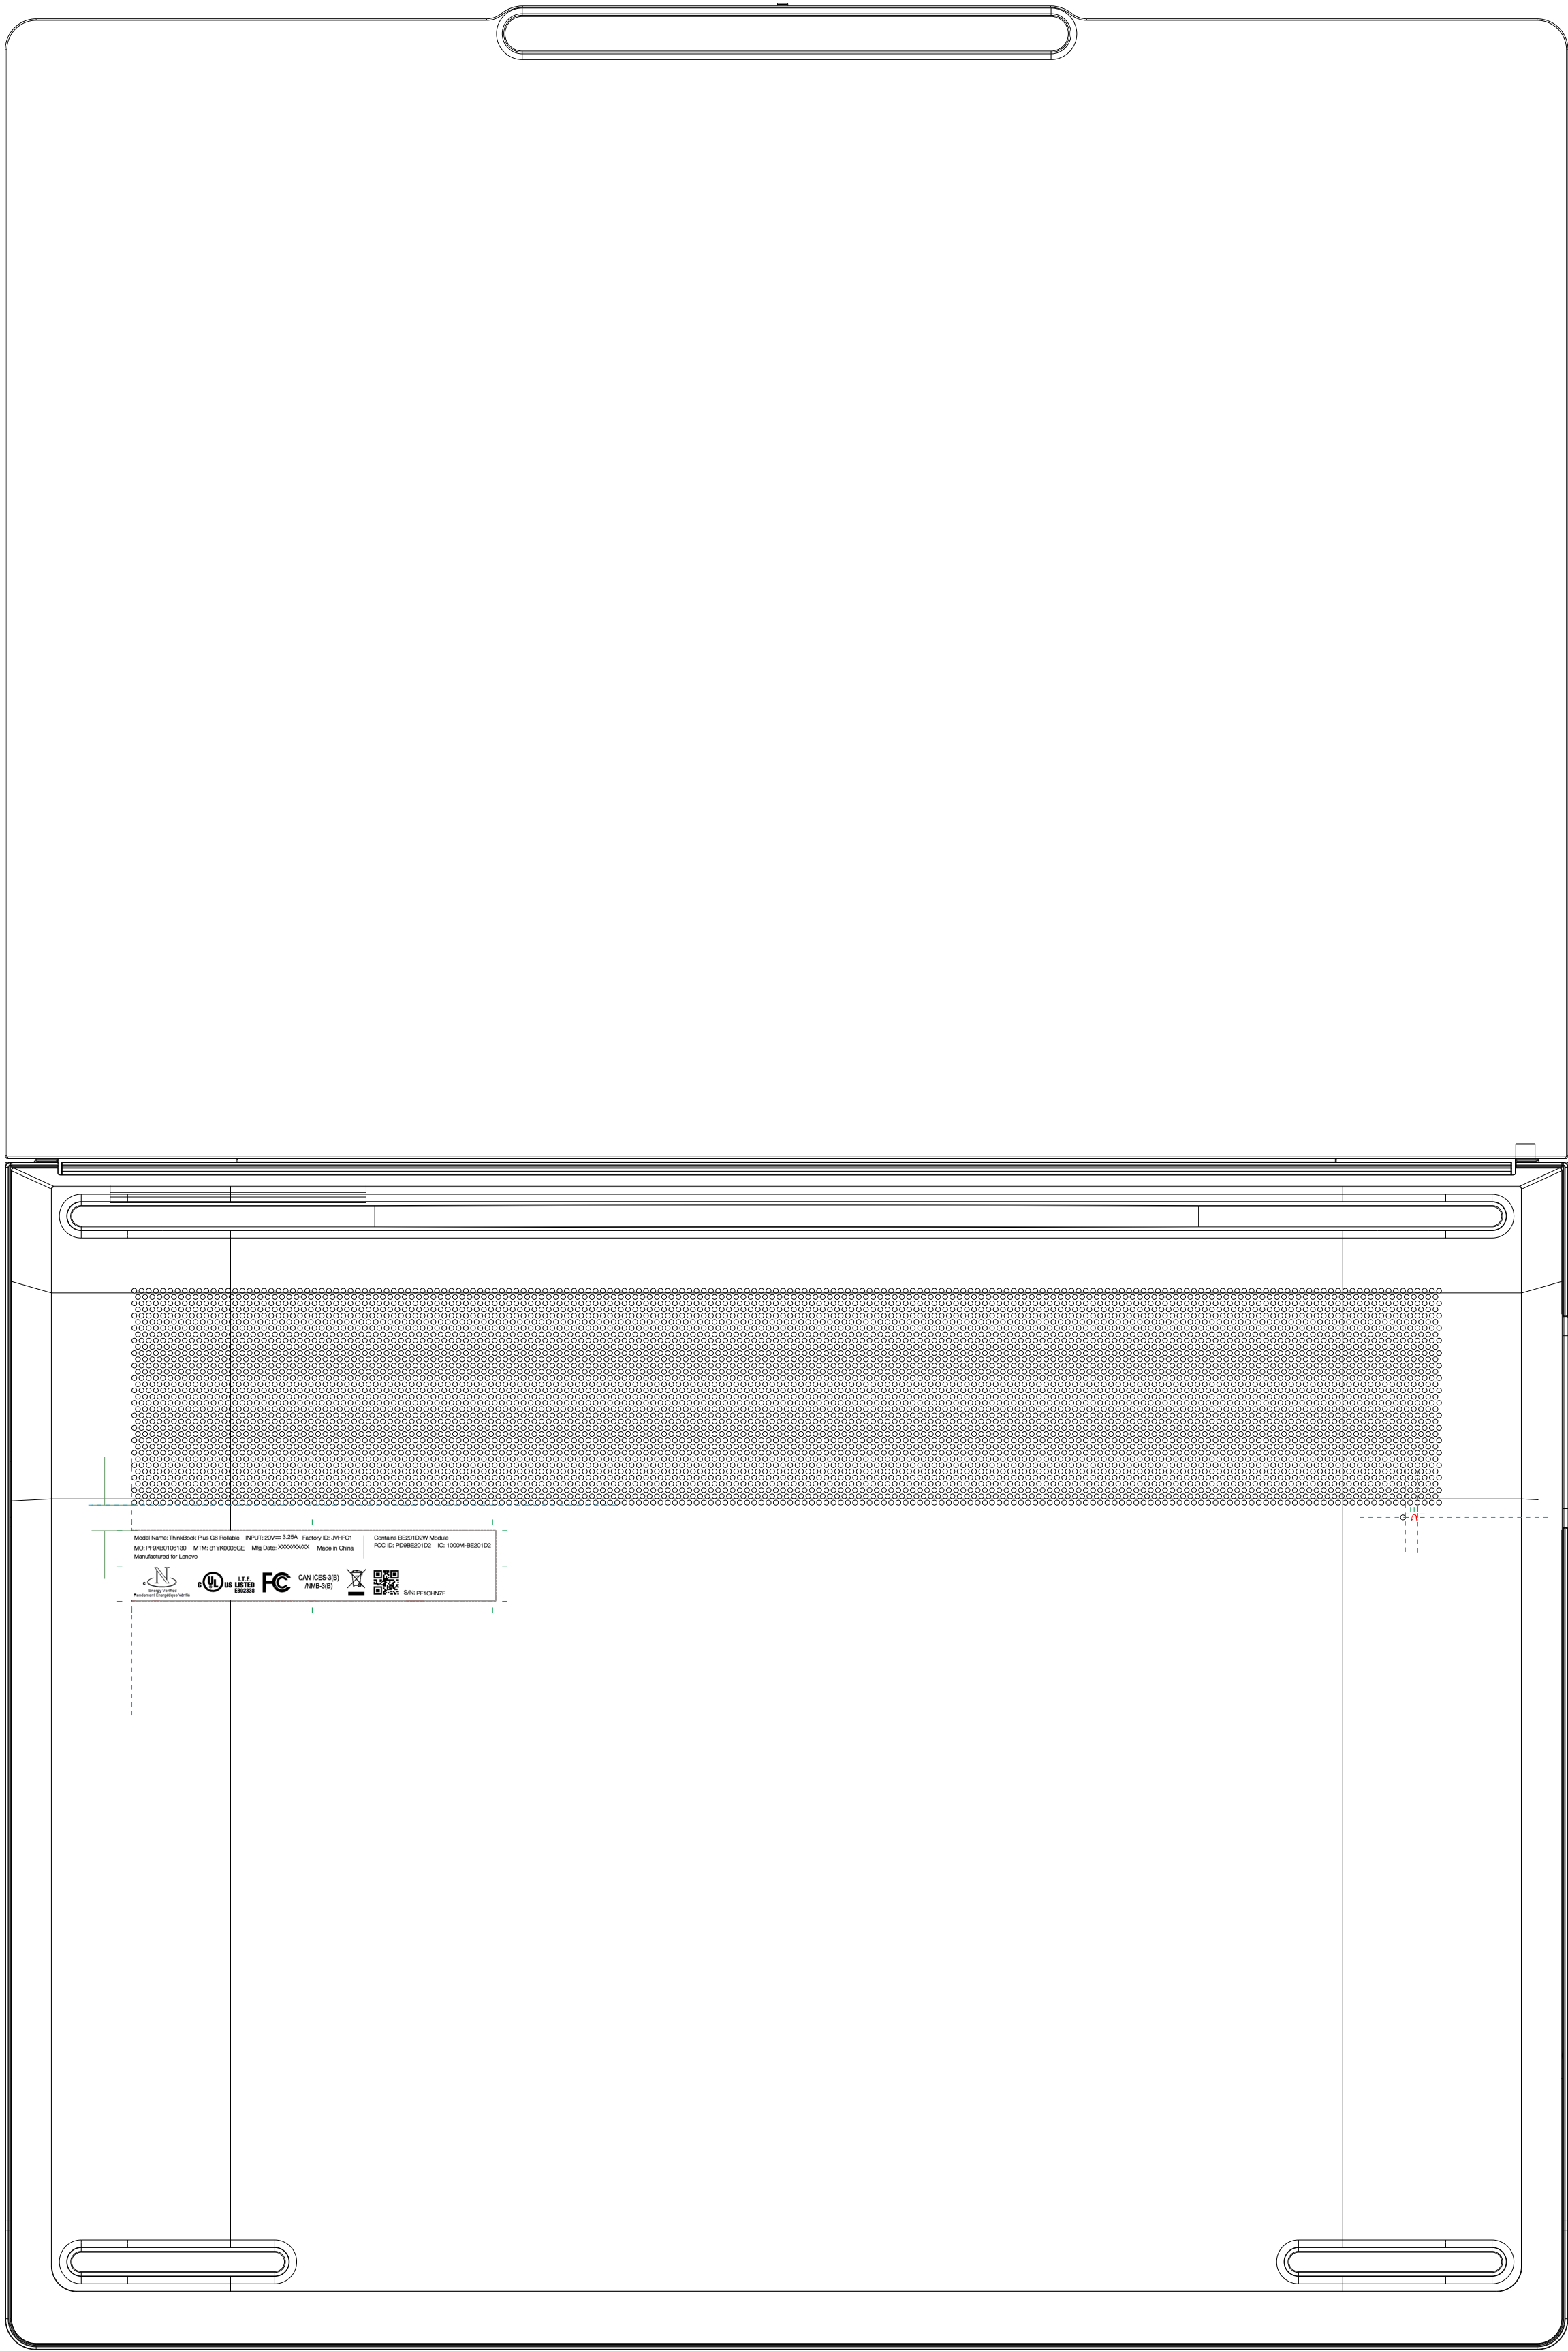 Model Name: ThinkBook Plus G6 Rollable INPUT: 20V⎓3.25A Factory ID: JVHFC1
MO: PF9XB0106130 MTM: 81YK0005GE Mfg Date: XXXX/XX/XX Made in China
Manufactured for Lenovo
Contains BE201D2W Module
FCC ID: PD9BE201D2 IC: 1000M-BE201D2
C N
Energy Verified
Rendement Énergétique Vérifié
C UL US I.T.E. LISTED E302338
FC
CAN ICES-3(B)
/NMB-3(B)
S/N: PF1CHN7F